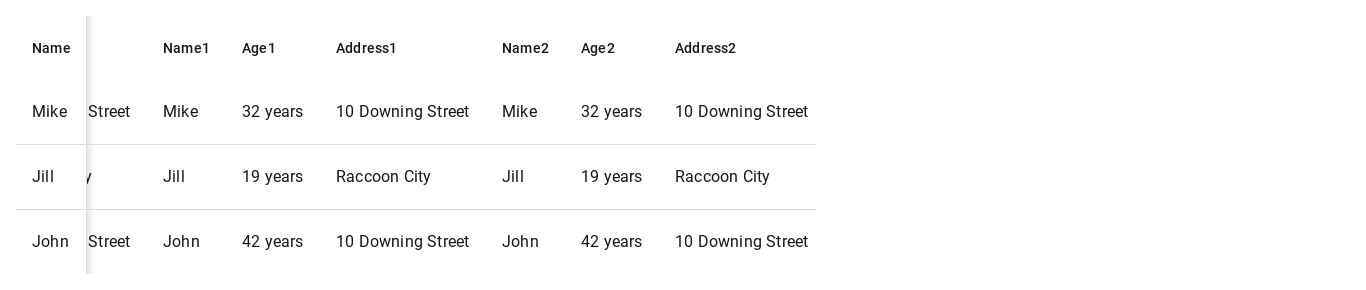 Name Name1 Age1 Address1 Name2 Age2 Address2
Mike Street Mike 32 years 10 Downing Street Mike 32 years 10 Downing Street
Jill y Jill 19 years Raccoon City Jill 19 years Raccoon City
John Street John 42 years 10 Downing Street John 42 years 10 Downing Street